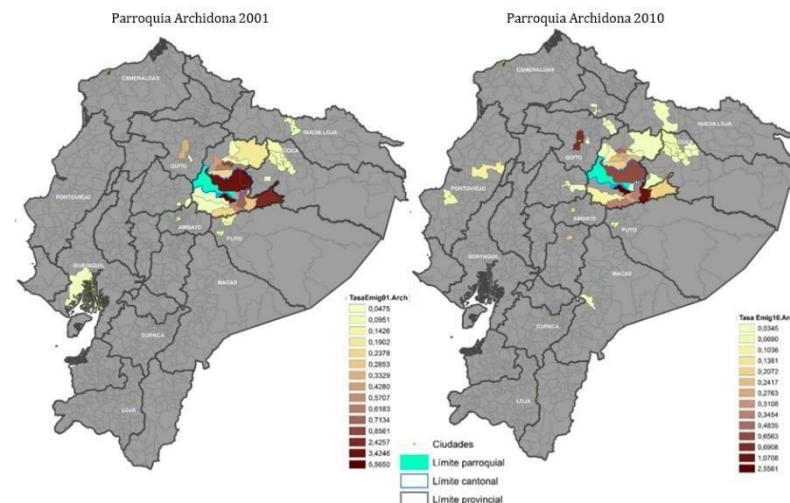 Parroquia Archidona 2001
ESMERALDAS
NUEVA LOJA
QUITO
COCA
PORTOVIEJO
AMBATO
PUYO
GUAYAQUIL
MACAS
CUENCA
LOJA
TasaEmig01.Arch
0,0475
0,0951
0,1426
0,1902
0,2378
0,2853
0,3329
0,4280
0,5707
0,6183
0,7134
0,8561
2,4257
3,4246
5,5650
Parroquia Archidona 2010
ESMERALDAS
NUEVA LOJA
QUITO
COCA
PORTOVIEJO
AMBATO
PUYO
GUAYAQUIL
MACAS
CUENCA
LOJA
Tasa Emig10.Arc
0,0345
0,0690
0,1036
0,1381
0,2072
0,2417
0,2763
0,3108
0,3454
0,4835
0,6563
0,6908
1,0708
2,5561
Ciudades
Límite parroquial
Límite cantonal
Límite provincial